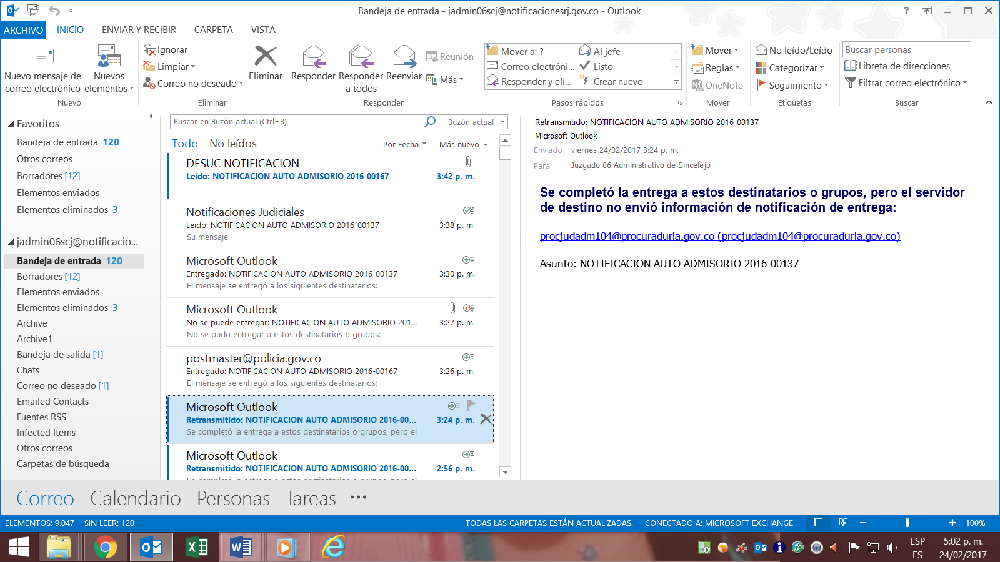 Bandeja de entrada - jadmin06scj@notificacionesrj.gov.co - Outlook
ARCHIVO INICIO ENVIAR Y RECIBIR CARPETA VISTA
Nuevo mensaje de correo electrónico
Nuevos elementos
Nuevo
Ignorar
Limpiar
Correo no deseado
Eliminar
Eliminar
Responder
Responder a todos
Reenviar
Reunión
Más
Responder
Mover a: ?
Correo electróni...
Responder y eli...
Al jefe
Listo
Crear nuevo
Pasos rápidos
Mover
Reglas
OneNote
Mover
No leído/Leído
Categorizar
Seguimiento
Etiquetas
Buscar personas
Libreta de direcciones
Filtrar correo electrónico
Buscar
Favoritos
Bandeja de entrada 120
Otros correos
Borradores [12]
Elementos enviados
Elementos eliminados 3
jadmin06scj@notificacio...
Bandeja de entrada 120
Borradores [12]
Elementos enviados
Elementos eliminados 3
Archive
Archive1
Bandeja de salida [1]
Chats
Correo no deseado [1]
Emailed Contacts
Fuentes RSS
Infected Items
Otros correos
Carpetas de búsqueda
Buscar en Buzón actual (Ctrl+B) Buzón actual
Todo No leídos Por Fecha Más nuevo
DESUC NOTIFICACION
Leído: NOTIFICACION AUTO ADMISORIO 2016-00167 3:42 p. m.
Notificaciones Judiciales
Leído: NOTIFICACION AUTO ADMISORIO 2016-00137 3:38 p. m.
Su mensaje
Microsoft Outlook
Entregado: NOTIFICACION AUTO ADMISORIO 2016-00137 3:30 p. m.
El mensaje se entregó a los siguientes destinatarios:
Microsoft Outlook
No se puede entregar: NOTIFICACION AUTO ADMISORIO 201... 3:27 p. m.
No se pudo entregar a estos destinatarios o grupos:
postmaster@policia.gov.co
Entregado: NOTIFICACION AUTO ADMISORIO 2016-00167 3:26 p. m.
El mensaje se entregó a los siguientes destinatarios:
Microsoft Outlook
Retransmitido: NOTIFICACION AUTO ADMISORIO 2016-00... 3:24 p. m.
Se completó la entrega a estos destinatarios o grupos, pero el
Microsoft Outlook
Retransmitido: NOTIFICACION AUTO ADMISORIO 2016-00... 2:56 p. m.
Se completó la entrega a estos destinatarios o grupos, pero el
Retransmitido: NOTIFICACION AUTO ADMISORIO 2016-00137
Microsoft Outlook
Enviado viernes 24/02/2017 3:24 p. m.
Para Juzgado 06 Administrativo de Sincelejo
Se completó la entrega a estos destinatarios o grupos, pero el servidor
de destino no envió información de notificación de entrega:
procjudadm104@procuraduria.gov.co (procjudadm104@procuraduria.gov.co)
Asunto: NOTIFICACION AUTO ADMISORIO 2016-00137
Correo Calendario Personas Tareas ...
ELEMENTOS: 9.047 SIN LEER: 120 TODAS LAS CARPETAS ESTÁN ACTUALIZADAS. CONECTADO A: MICROSOFT EXCHANGE 100%
ESP
ES
5:02 p. m.
24/02/2017